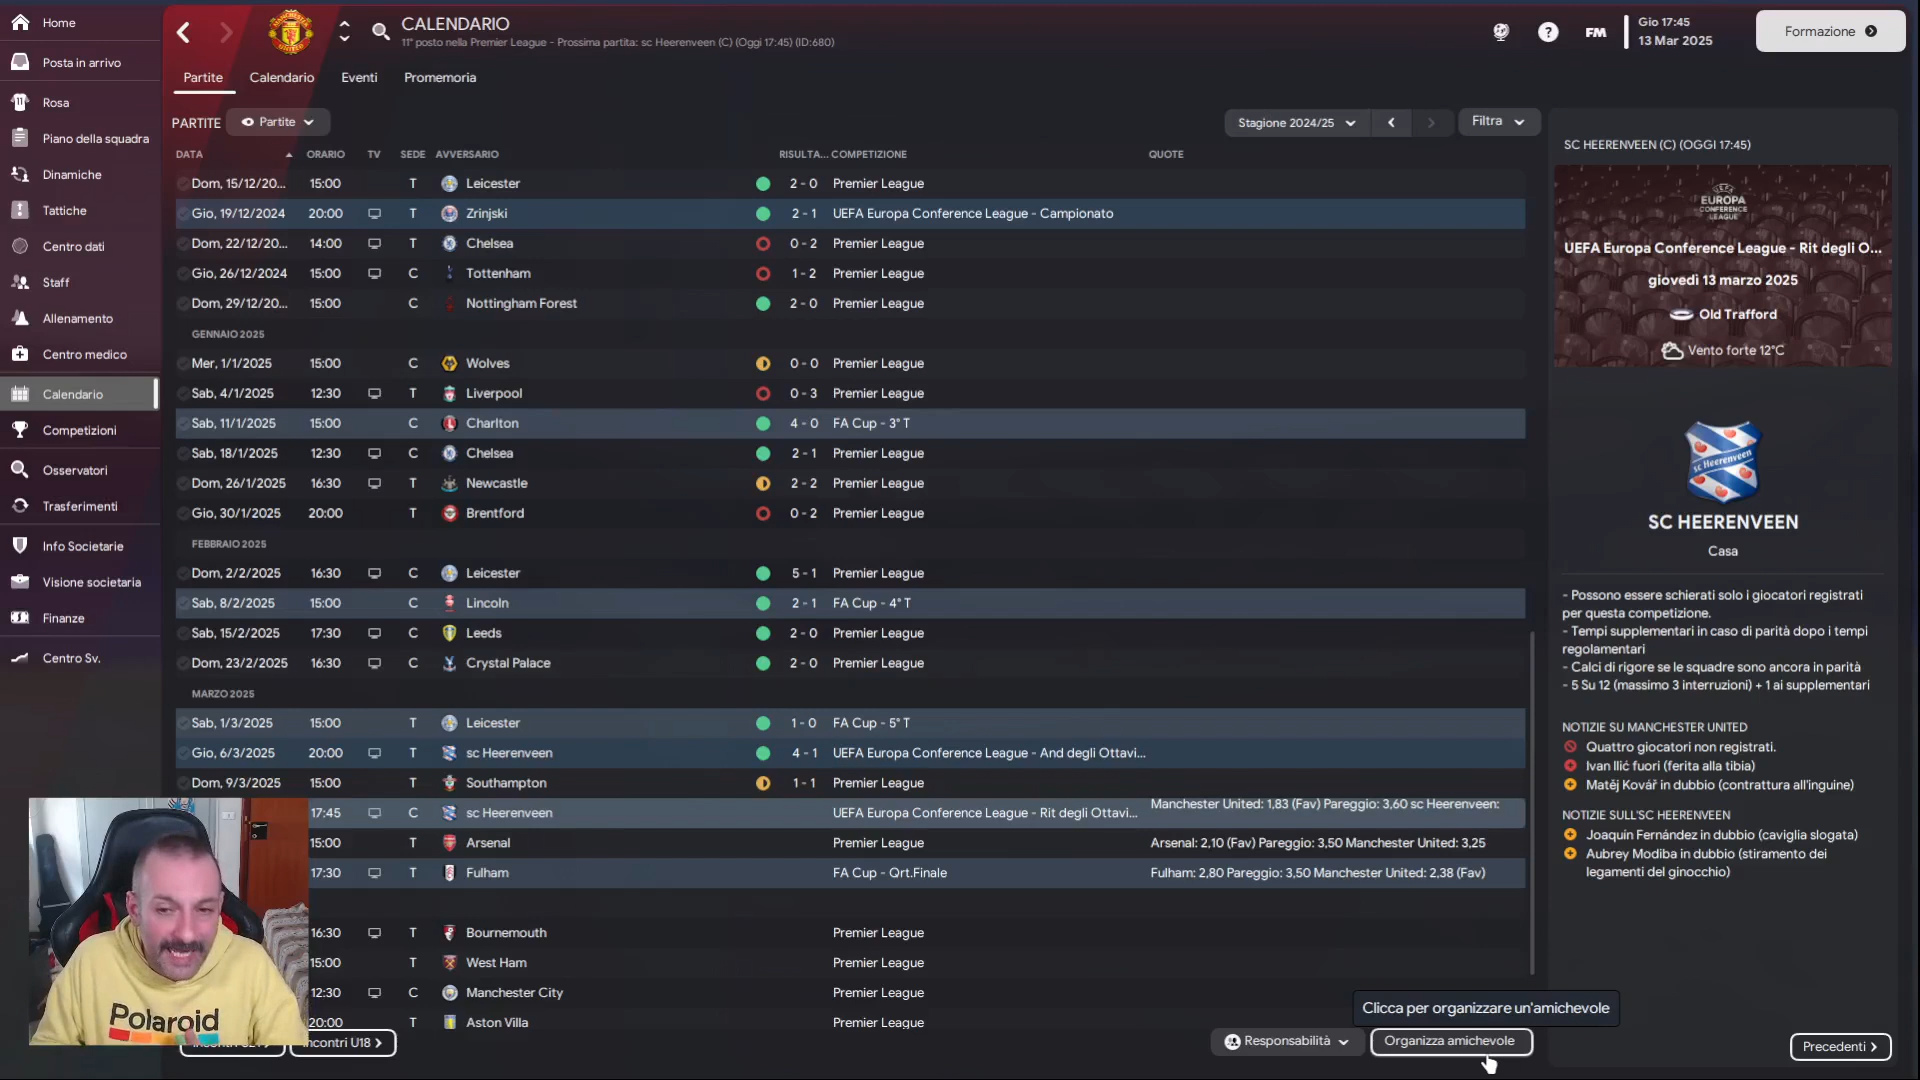 Home
Posta in arrivo
Rosa
Piano della squadra
Dinamiche
Tattiche
Centro dati
Staff
Allenamento
Centro medico
Calendario
Competizioni
Osservatori
Trasferimenti
Info Societarie
Visione societaria
Finanze
Centro Sv.
CALENDARIO
11° posto nella Premier League - Prossima partita: sc Heerenveen (C) (Oggi 17:45) (ID:680)
FM
Gio 17:45
13 Mar 2025
Formazione
Partite Calendario Eventi Promemoria
PARTITE Partite
Stagione 2024/25 Filtra
DATA ORARIO TV SEDE AVVERSARIO RISULTA... COMPETIZIONE QUOTE
Dom, 15/12/20... 15:00 T Leicester 2 - 0 Premier League
Gio, 19/12/2024 20:00 T Zrinjski 2 - 1 UEFA Europa Conference League - Campionato
Dom, 22/12/20... 14:00 T Chelsea 0 - 2 Premier League
Gio, 26/12/2024 15:00 C Tottenham 1 - 2 Premier League
Dom, 29/12/20... 15:00 C Nottingham Forest 2 - 0 Premier League
GENNAIO 2025
Mer, 1/1/2025 15:00 C Wolves 0 - 0 Premier League
Sab, 4/1/2025 12:30 T Liverpool 0 - 3 Premier League
Sab, 11/1/2025 15:00 C Charlton 4 - 0 FA Cup - 3° T
Sab, 18/1/2025 12:30 C Chelsea 2 - 1 Premier League
Dom, 26/1/2025 16:30 T Newcastle 2 - 2 Premier League
Gio, 30/1/2025 20:00 T Brentford 0 - 2 Premier League
FEBBRAIO 2025
Dom, 2/2/2025 16:30 C Leicester 5 - 1 Premier League
Sab, 8/2/2025 15:00 C Lincoln 2 - 1 FA Cup - 4° T
Sab, 15/2/2025 17:30 C Leeds 2 - 0 Premier League
Dom, 23/2/2025 16:30 C Crystal Palace 2 - 0 Premier League
MARZO 2025
Sab, 1/3/2025 15:00 T Leicester 1 - 0 FA Cup - 5° T
Gio, 6/3/2025 20:00 T sc Heerenveen 4 - 1 UEFA Europa Conference League - And degli Ottavi...
Dom, 9/3/2025 15:00 T Southampton 1 - 1 Premier League
17:45 C sc Heerenveen UEFA Europa Conference League - Rit degli Ottavi... Manchester United: 1,83 (Fav) Pareggio: 3,60 sc Heerenveen:
15:00 T Arsenal Premier League Arsenal: 2,10 (Fav) Pareggio: 3,50 Manchester United: 3,25
17:30 T Fulham FA Cup - Qrt.Finale Fulham: 2,80 Pareggio: 3,50 Manchester United: 2,38 (Fav)
16:30 T Bournemouth Premier League
15:00 T West Ham Premier League
12:30 C Manchester City Premier League
20:00 T Aston Villa Premier League
Polaroid
Incontri U18
Responsabilità
Organizza amichevole
Clicca per organizzare un'amichevole
SC HEERENVEEN (C) (OGGI 17:45)
UEFA
EUROPA
CONFERENCE
LEAGUE
UEFA Europa Conference League - Rit degli O...
giovedì 13 marzo 2025
Old Trafford
Vento forte 12°C
sc Heerenveen
SC HEERENVEEN
Casa
- Possono essere schierati solo i giocatori registrati
per questa competizione.
- Tempi supplementari in caso di parità dopo i tempi
regolamentari
- Calci di rigore se le squadre sono ancora in parità
- 5 Su 12 (massimo 3 interruzioni) + 1 ai supplementari
NOTIZIE SU MANCHESTER UNITED
Quattro giocatori non registrati.
Ivan Ilić fuori (ferita alla tibia)
Matěj Kovář in dubbio (contrattura all'inguine)
NOTIZIE SULL'SC HEERENVEEN
Joaquín Fernández in dubbio (caviglia slogata)
Aubrey Modiba in dubbio (stiramento dei
legamenti del ginocchio)
Precedenti